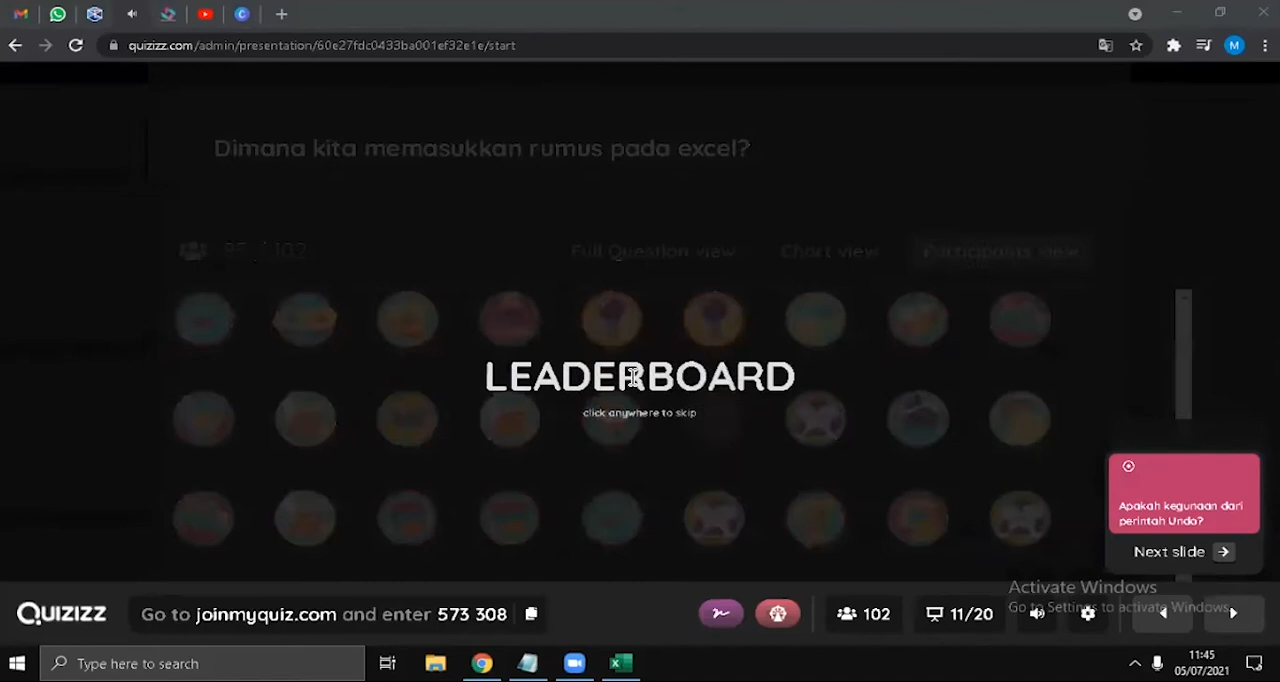 quizizz.com/admin/presentation/60e27fdc0433ba001ef32e1e/start
M
Dimana kita memasukkan rumus pada excel?
85 / 102
Full Question view
Chart view
Participants view
LEADERBOARD
click anywhere to skip
Apakah kegunaan dari
perintah Undo?
Next slide
Activate Windows
Go to Settings to activate Windows.
Quizizz
Go to joinmyquiz.com and enter 573 308
102
11/20
Type here to search
11:45
05/07/2021